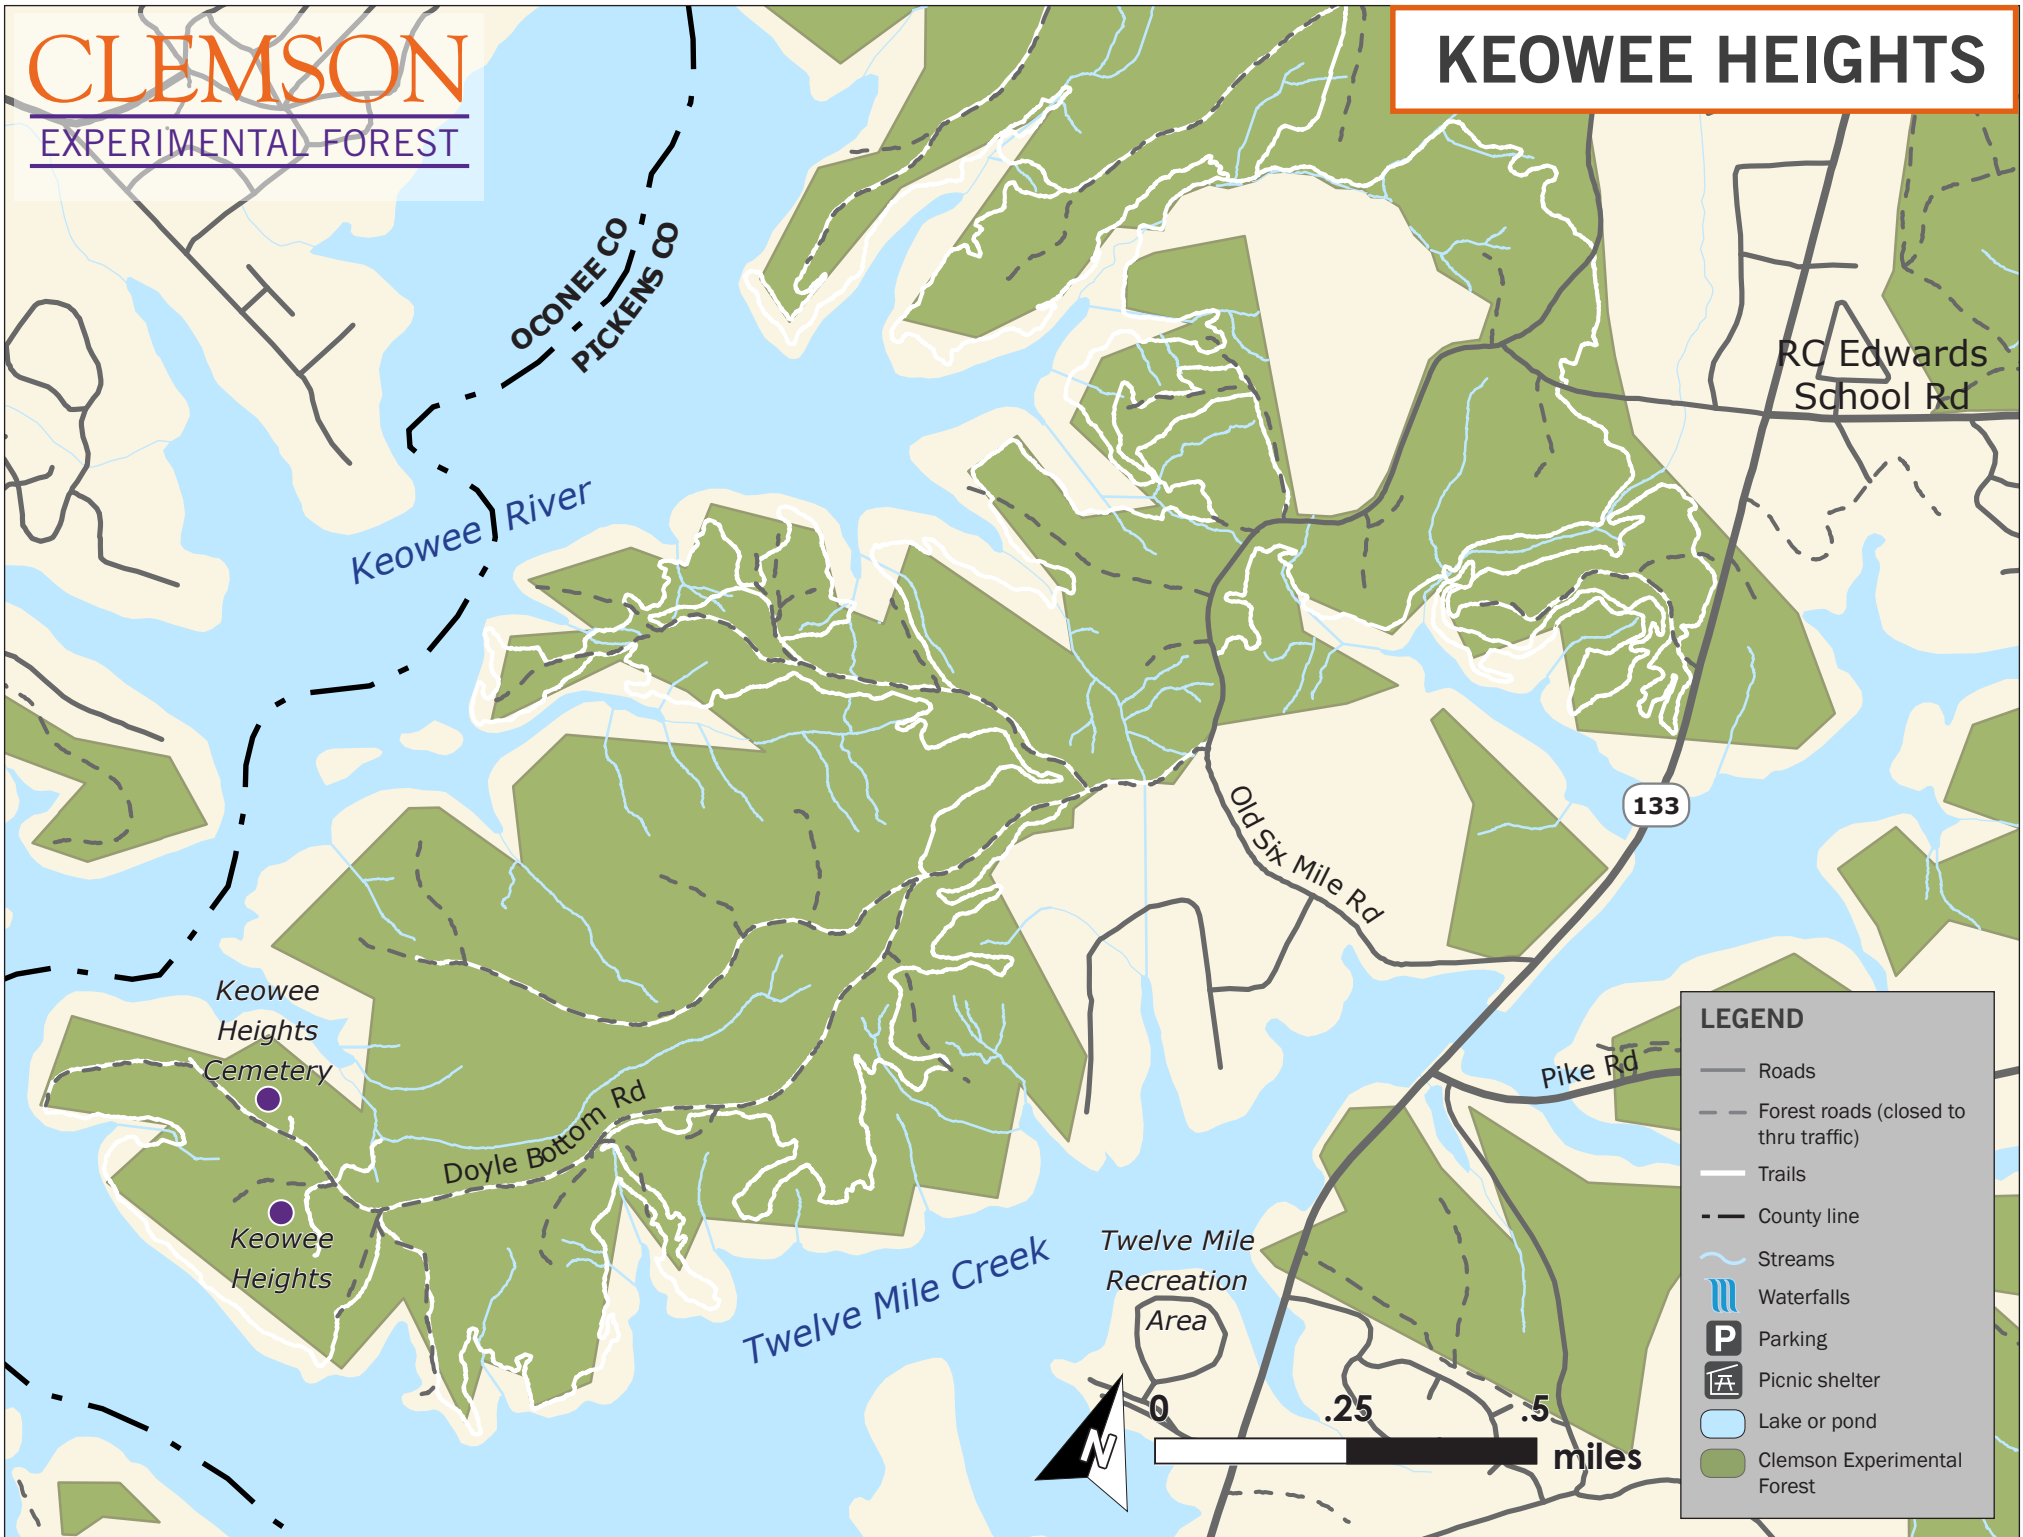 CLEMSON
EXPERIMENTAL FOREST
KEOWEE HEIGHTS
OCONEE CO
PICKENS CO
RC Edwards
School Rd
Keowee River
133
Old Six Mile Rd
Keowee
Heights
Cemetery
Doyle Bottom Rd
Keowee
Heights
Twelve Mile Creek
Twelve Mile
Recreation
Area
Pike Rd
N
0 .25 .5
miles
LEGEND
Roads
Forest roads (closed to
thru traffic)
Trails
County line
Streams
Waterfalls
P Parking
Picnic shelter
Lake or pond
Clemson Experimental
Forest